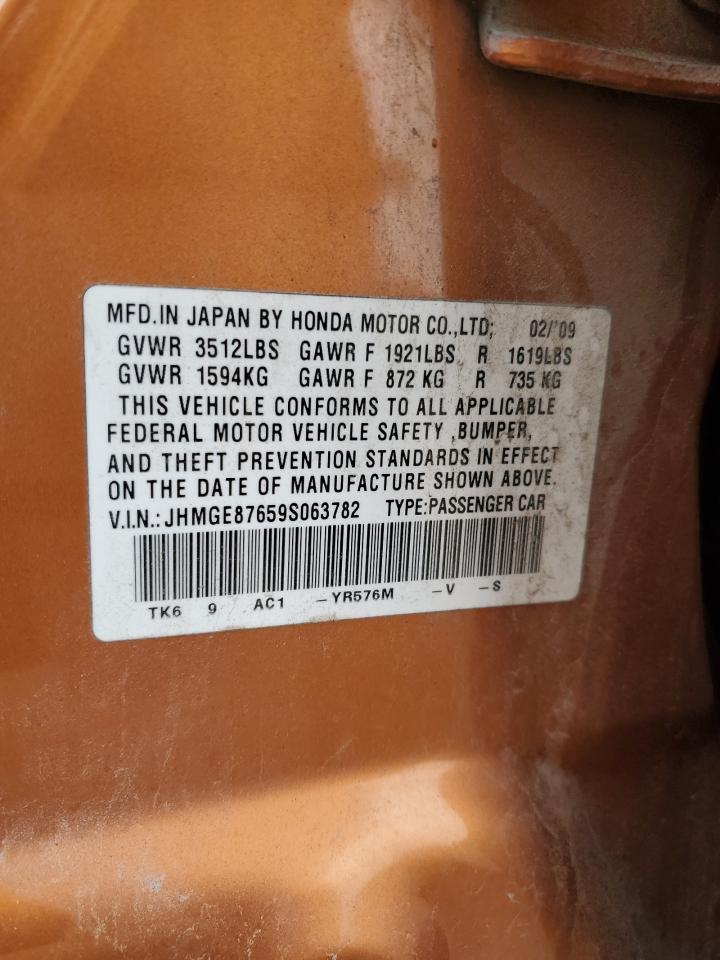 MFD.IN JAPAN BY HONDA MOTOR CO.,LTD; 02/'09
GVWR 3512LBS GAWR F 1921LBS R 1619LBS
GVWR 1594KG GAWR F 872 KG R 735 KG
THIS VEHICLE CONFORMS TO ALL APPLICABLE
FEDERAL MOTOR VEHICLE SAFETY ,BUMPER,
AND THEFT PREVENTION STANDARDS IN EFFECT
ON THE DATE OF MANUFACTURE SHOWN ABOVE.
V.I.N.: JHMGE87659S063782 TYPE:PASSENGER CAR
TK6 9 AC1 -YR576M -V -S